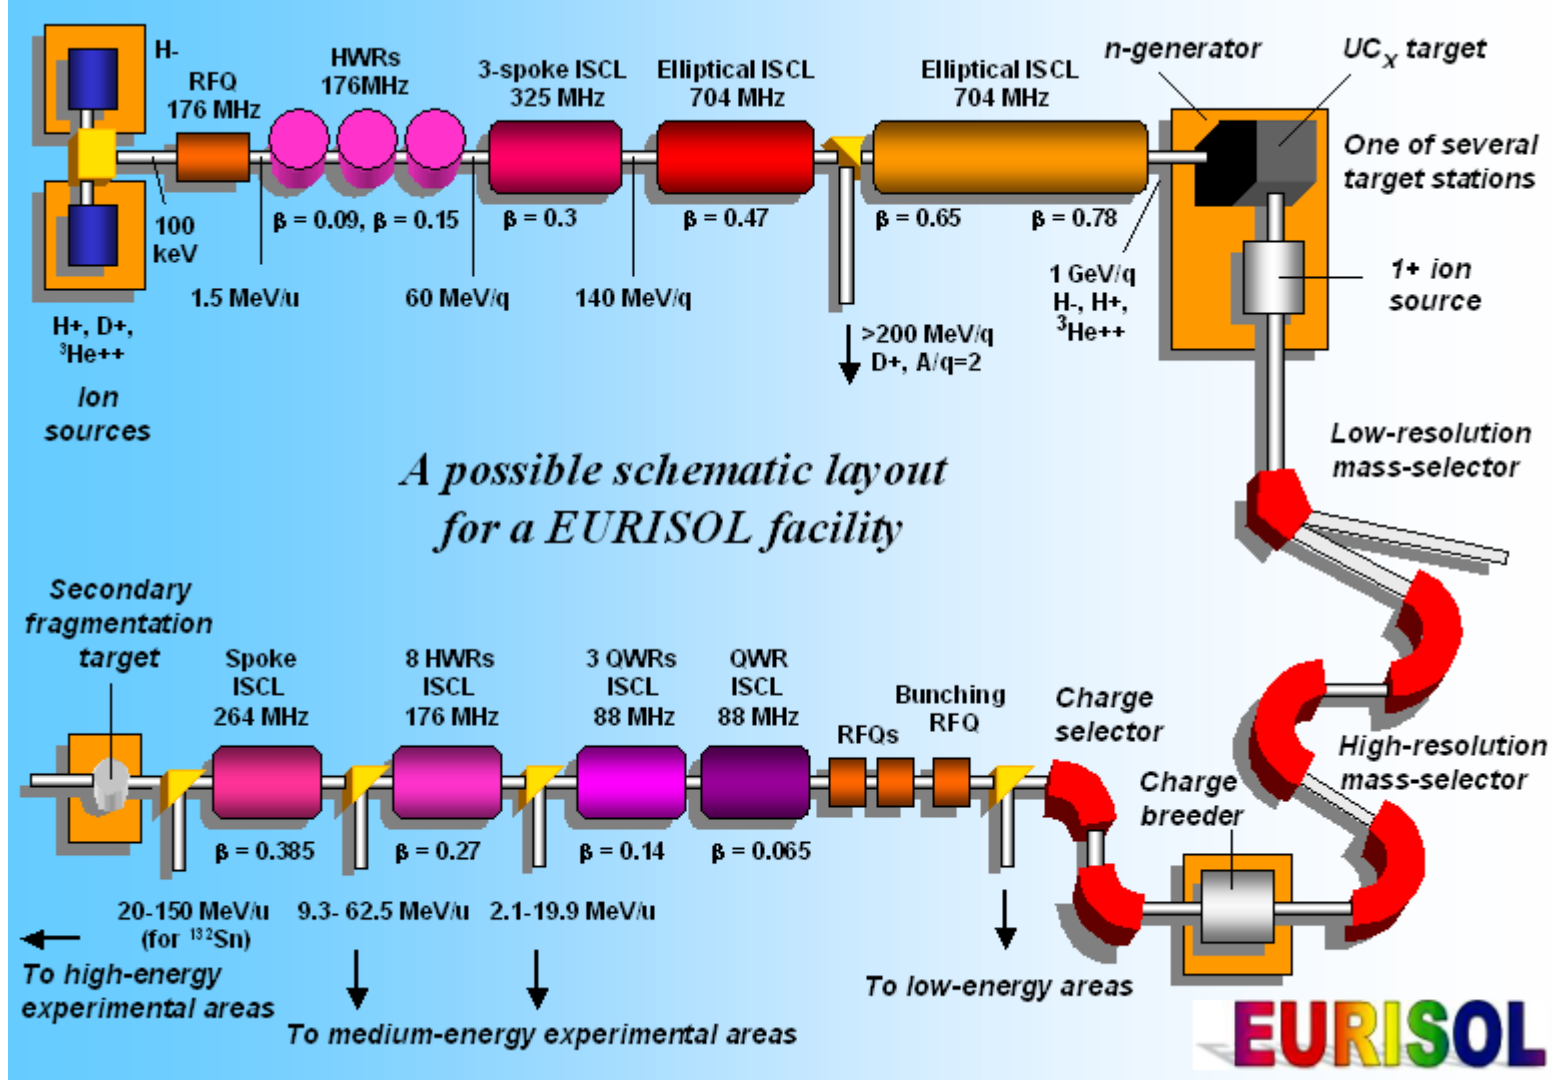 H-
RFQ
176 MHz
HWRs
176MHz
3-spoke ISCL
325 MHz
Elliptical ISCL
704 MHz
Elliptical ISCL
704 MHz
n-generator
UCx target
One of several
target stations
100
keV
β = 0.09, β = 0.15
β = 0.3
β = 0.47
β = 0.65
β = 0.78
1.5 MeV/u
60 MeV/q
140 MeV/q
1 GeV/q
H-, H+,
³He++
1+ ion
source
H+, D+,
³He++
Ion
sources
>200 MeV/q
D+, A/q=2
Low-resolution
mass-selector
A possible schematic layout
for a EURISOL facility
Secondary
fragmentation
target
Spoke
ISCL
264 MHz
8 HWRs
ISCL
176 MHz
3 QWRs
ISCL
88 MHz
QWR
ISCL
88 MHz
RFQs
Bunching
RFQ
Charge
selector
High-resolution
mass-selector
Charge
breeder
β = 0.385
β = 0.27
β = 0.14
β = 0.065
20-150 MeV/u
(for ¹³²Sn)
9.3- 62.5 MeV/u
2.1-19.9 MeV/u
To high-energy
experimental areas
To low-energy areas
To medium-energy experimental areas
EURISOL